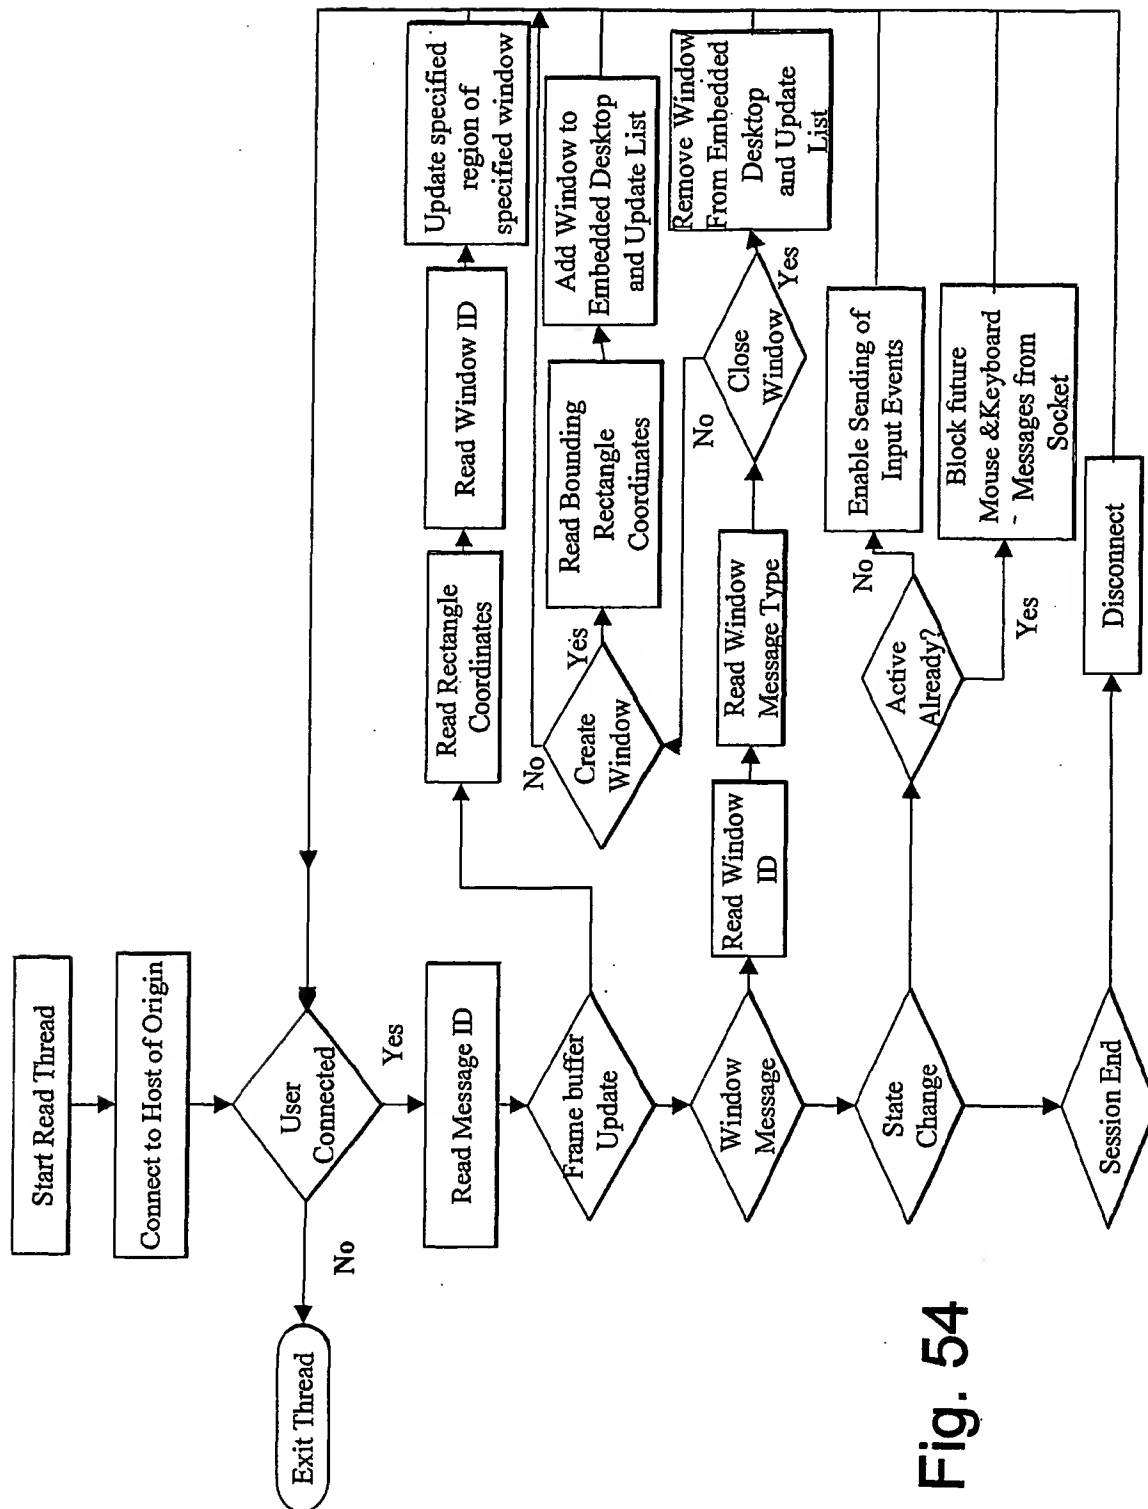 Start Read Thread
Connect to Host of Origin
User
Connected
No
Exit Thread
Yes
Read Message ID
Frame buffer
Update
Read Rectangle
Coordinates
Read Window ID
Update specified
region of
specified window
Window
Message
Read Window
ID
Read Window
Message Type
Close
Window
Yes
Remove Window
From Embedded
Desktop
and Update
List
No
Create
Window
No
Yes
Read Bounding
Rectangle
Coordinates
Add Window to
Embedded Desktop
and Update List
State
Change
Active
Already?
No
Enable Sending of
Input Events
Yes
Block future
Mouse &Keyboard
Messages from
Socket
Session End
Disconnect
Fig. 54